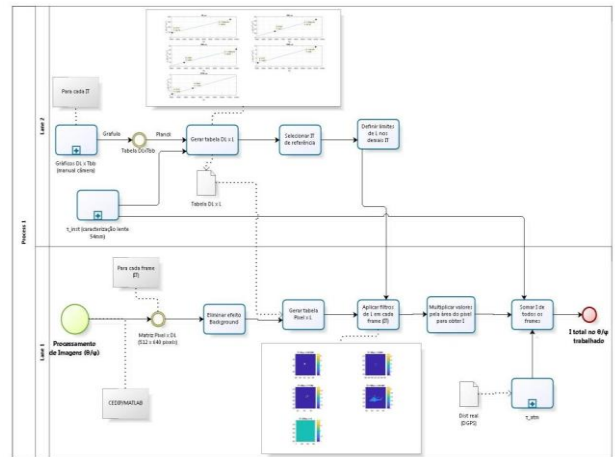 Process 1
Lane 2
Para cada IT
Gráficos DL x Tbb
(manual câmera)
Grafula
Tabela DLxTbb
Planck
Gerar tabela DL x L
Selecionar IT
de referência
Definir limites
de L nos
demais IT
Tabela DL x L
τ_inst (caracterização lente
54mm)
Lane 1
Para cada frame
(IT)
Processamento
de Imagens (θ/φ)
Matriz Pixel x DL
(512 x 640 pixels)
Eliminar efeito
Background
Gerar tabela
Pixel x L
Aplicar filtros
de L em cada
frame (IT)
Multiplicar valores
pela área do pixel
para obter I
Somar I de
todos os
frames
I total no θ/φ
trabalhado
CEDIP/MATLAB
Dist real
(DGPS)
τ_atm